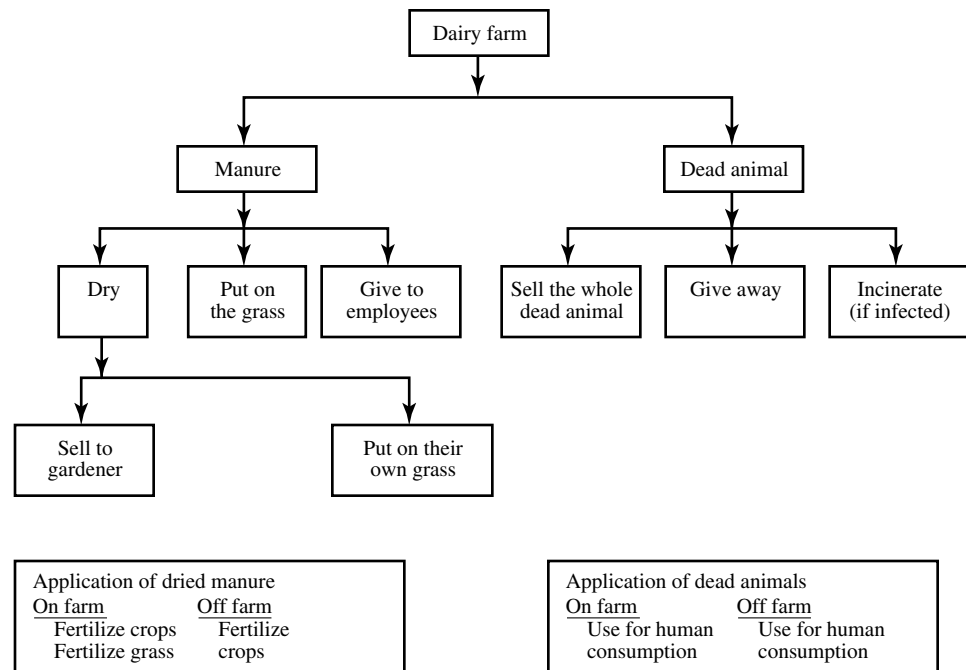 Dairy farm
Manure
Dead animal
Dry
Put on
the grass
Give to
employees
Sell the whole
dead animal
Give away
Incinerate
(if infected)
Sell to
gardener
Put on their
own grass
Application of dried manure
On farm Off farm
Fertilize crops Fertilize
Fertilize grass crops
Application of dead animals
On farm Off farm
Use for human Use for human
consumption consumption